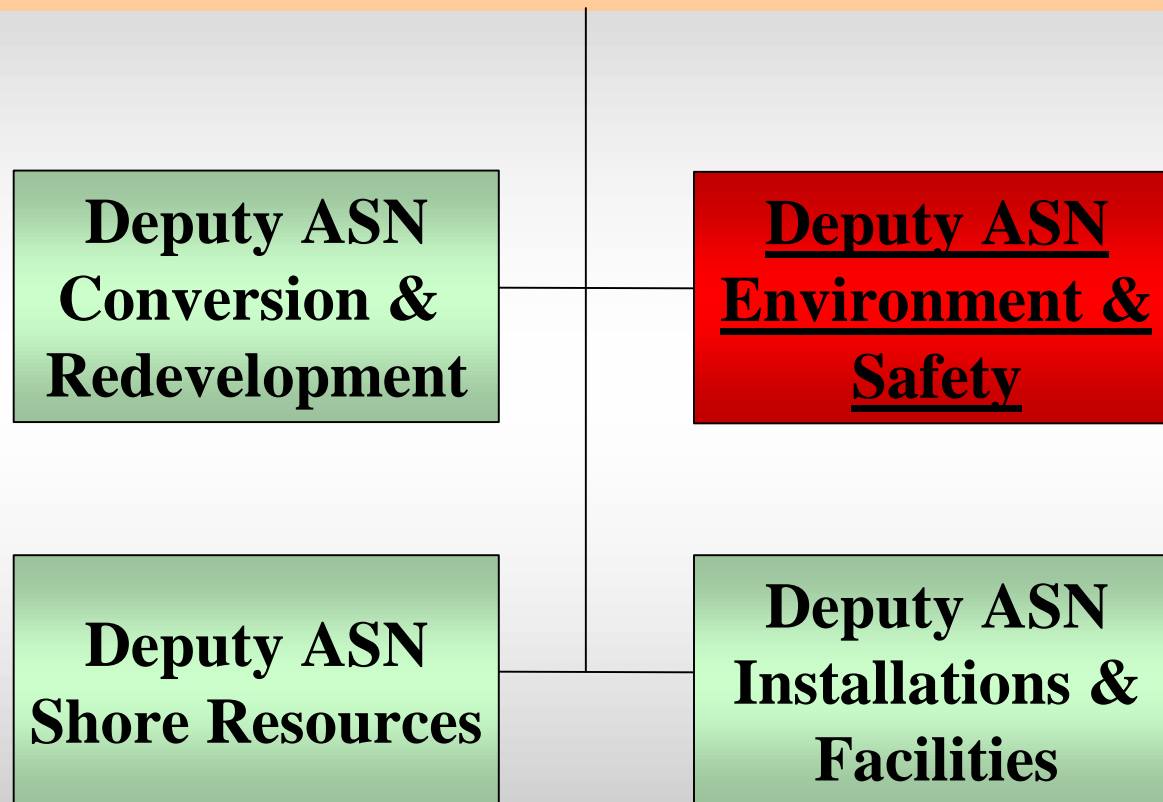 Deputy ASN
Conversion &
Redevelopment
Deputy ASN
Environment &
Safety
Deputy ASN
Shore Resources
Deputy ASN
Installations &
Facilities